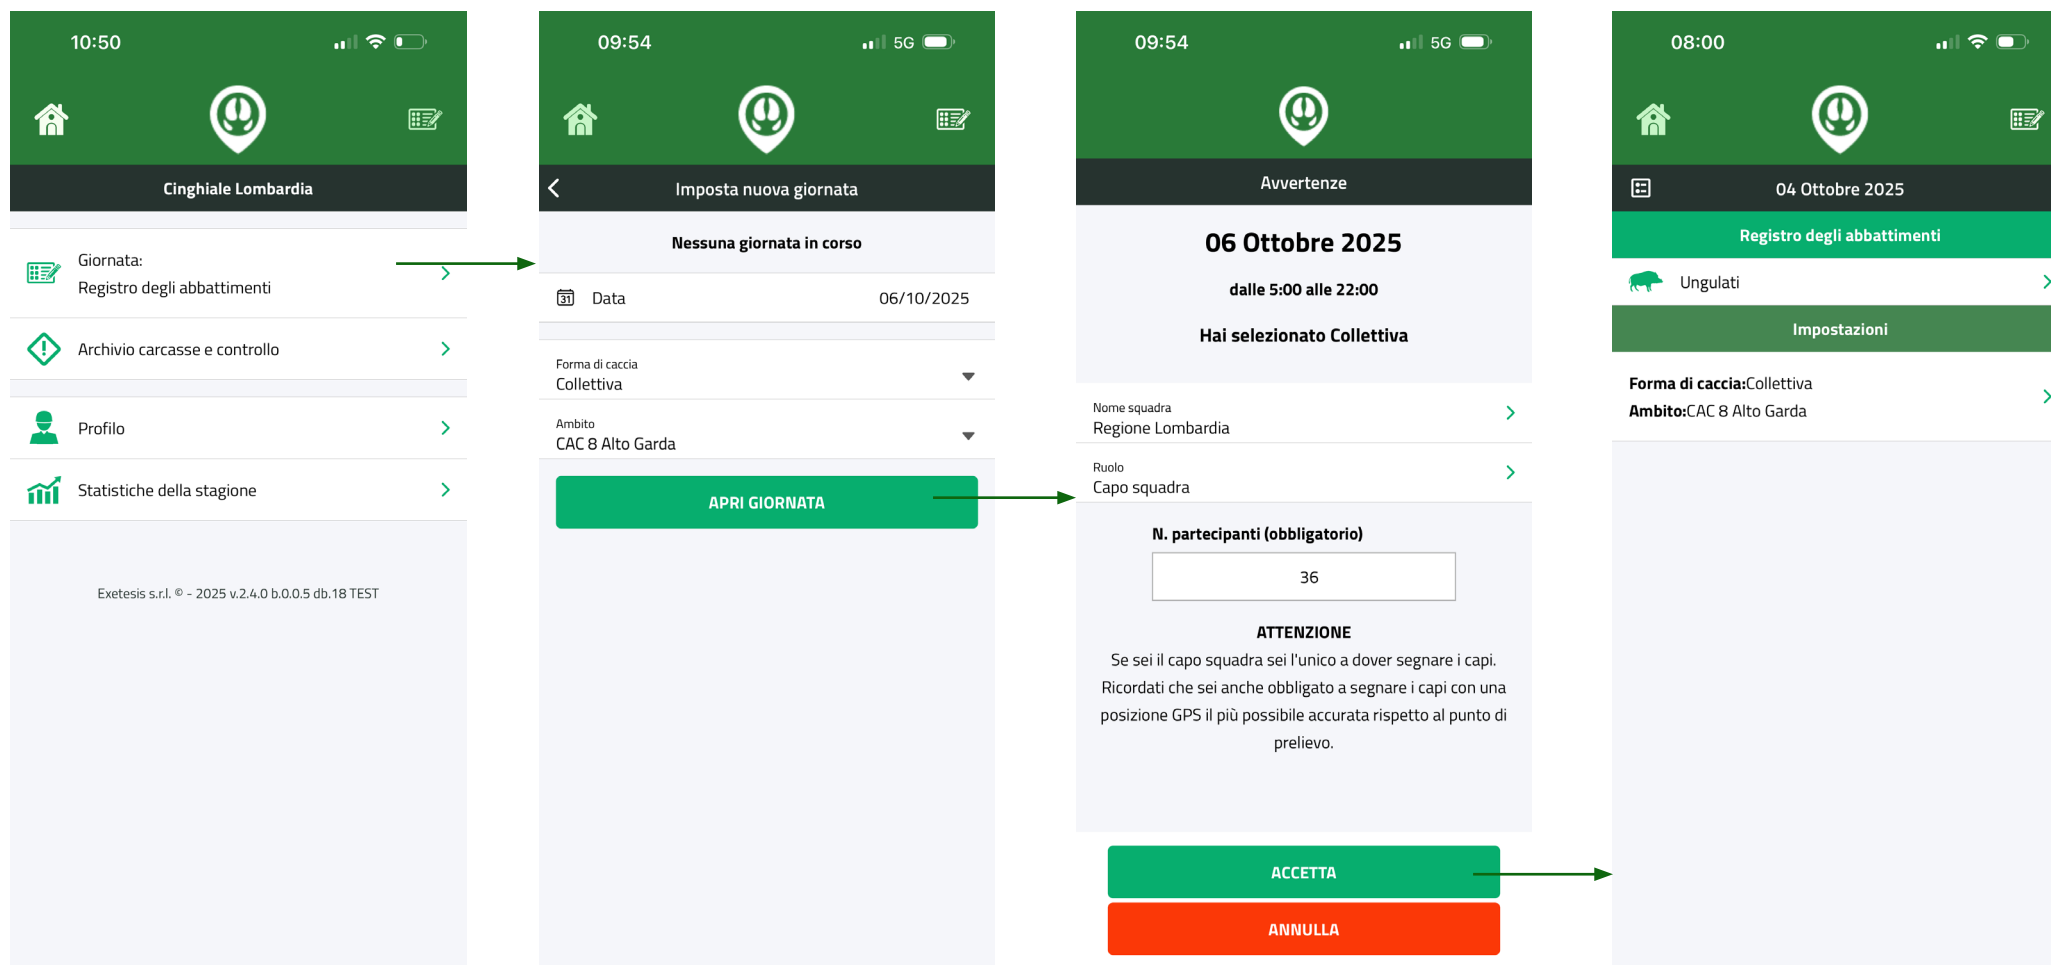 10:50
Cinghiale Lombardia
Giornata:
Registro degli abbattimenti
Archivio carcasse e controllo
Profilo
Statistiche della stagione
Exetesis s.r.l. © - 2025 v.2.4.0 b.0.0.5 db.18 TEST
09:54
5G
Imposta nuova giornata
Nessuna giornata in corso
31
Data
06/10/2025
Forma di caccia
Collettiva
Ambito
CAC 8 Alto Garda
APRI GIORNATA
09:54
5G
Avvertenze
06 Ottobre 2025
dalle 5:00 alle 22:00
Hai selezionato Collettiva
Nome squadra
Regione Lombardia
Ruolo
Capo squadra
N. partecipanti (obbligatorio)
36
ATTENZIONE
Se sei il capo squadra sei l'unico a dover segnare i capi.
Ricordati che sei anche obbligato a segnare i capi con una
posizione GPS il più possibile accurata rispetto al punto di
prelievo.
ACCETTA
ANNULLA
08:00
04 Ottobre 2025
Registro degli abbattimenti
Ungulati
Impostazioni
Forma di caccia:Collettiva
Ambito:CAC 8 Alto Garda